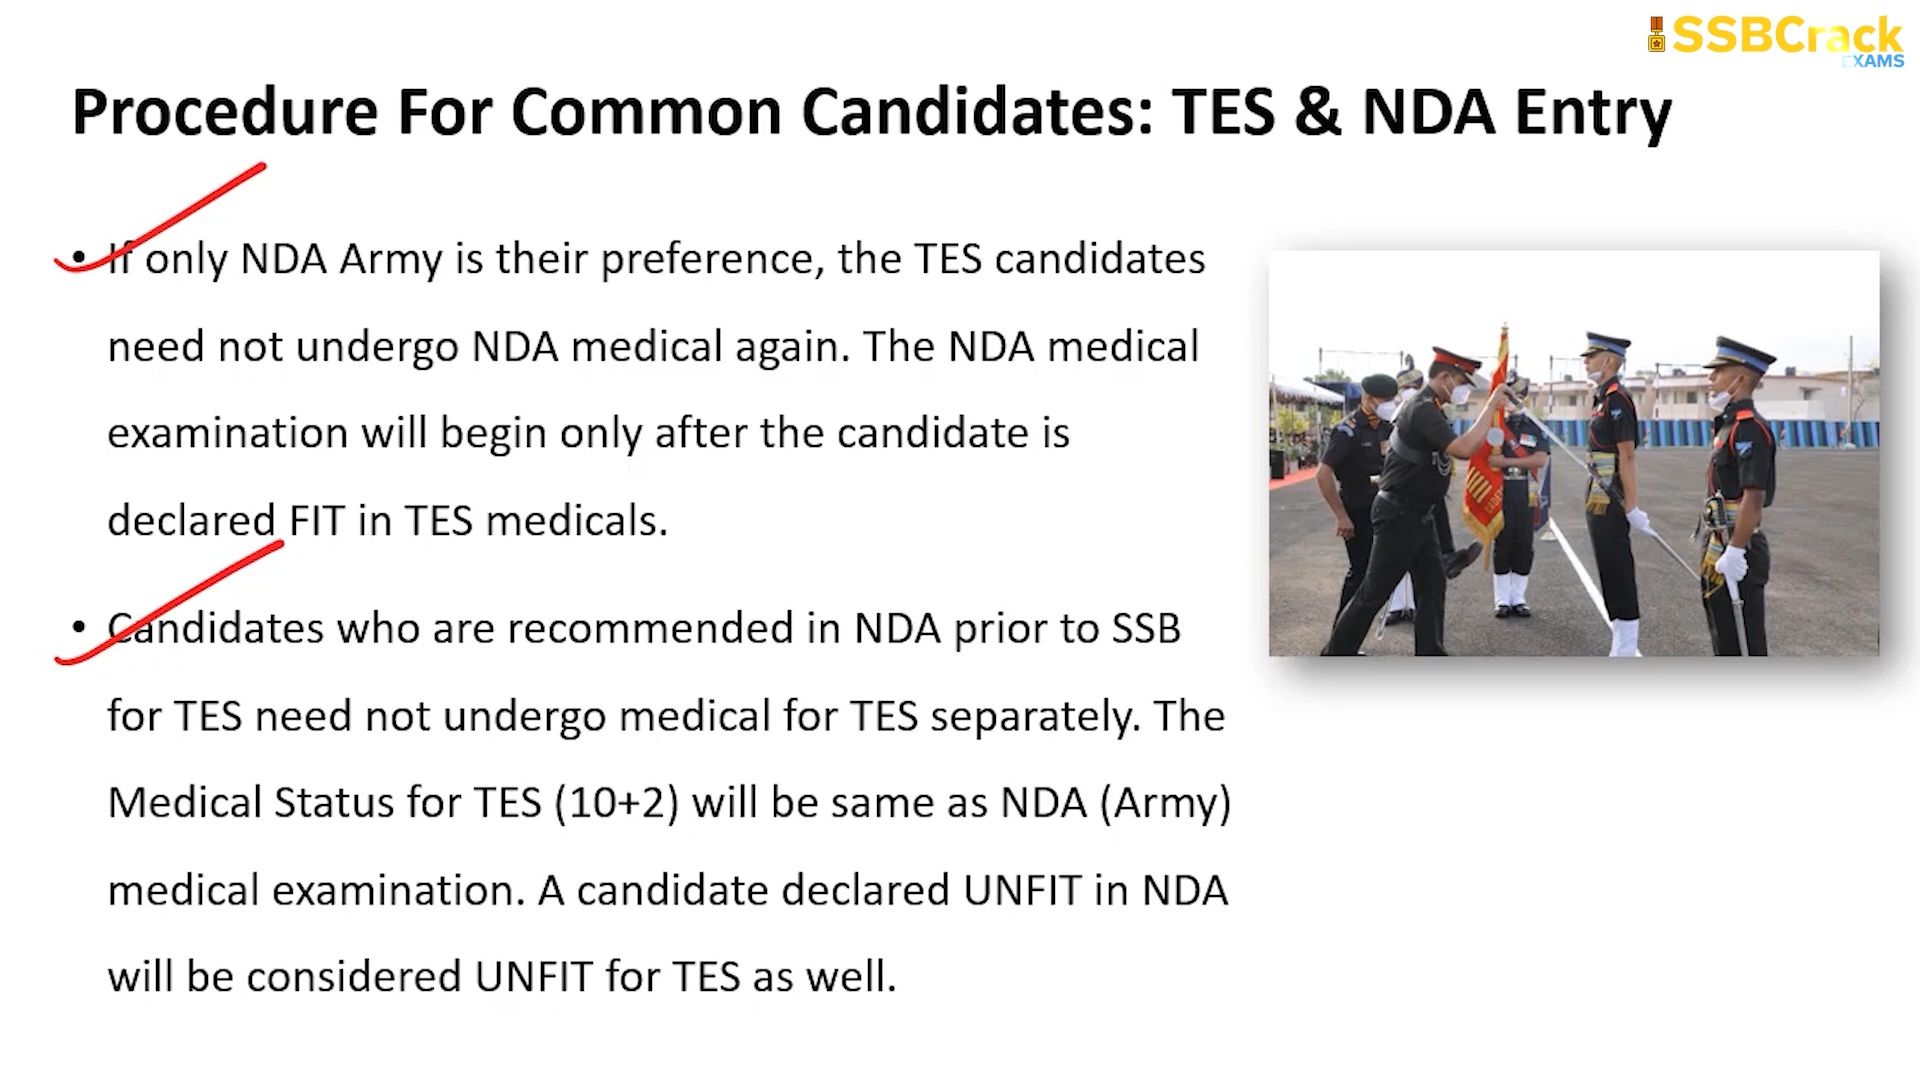 SSBCrack
EXAMS
Procedure For Common Candidates: TES & NDA Entry
• If only NDA Army is their preference, the TES candidates
need not undergo NDA medical again. The NDA medical
examination will begin only after the candidate is
declared FIT in TES medicals.
• Candidates who are recommended in NDA prior to SSB
for TES need not undergo medical for TES separately. The
Medical Status for TES (10+2) will be same as NDA (Army)
medical examination. A candidate declared UNFIT in NDA
will be considered UNFIT for TES as well.